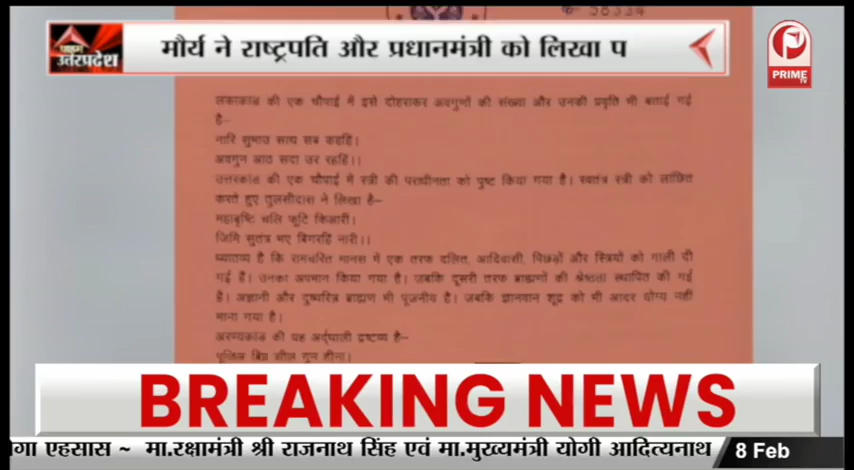 प्राइम
उत्तरप्रदेश
मौर्य ने राष्ट्रपति और प्रधानमंत्री को लिखा प
PRIME
TV
लंकाकांड की एक चौपाई में इसे दोहराकर अवगुणों की संख्या और उनकी प्रवृति भी बताई गई
है–
नारि सुभाउ सत्य सब कहहिं।
अवगुन आठ सदा उर रहहिं।।
उत्तरकांड की एक चौपाई में स्त्री की पराधीनता को पुष्ट किया गया है। स्वतंत्र स्त्री को लांछित
करते हुए तुलसीदास ने लिखा है–
महाबृष्टि चलि फूटि किआरीं।
जिमि सुतंत्र भए बिगरहिं नारीं।।
ध्यातव्य है कि रामचरित मानस में एक तरफ दलित, आदिवासी, पिछड़ों और स्त्रियों को गाली दी
गई है। उनका अपमान किया गया है। जबकि दूसरी तरफ ब्राह्मणों की श्रेष्ठता स्थापित की गई
है। अज्ञानी और दुष्चरित्र ब्राह्मण भी पूजनीय है। जबकि ज्ञानवान शूद्र को भी आदर योग्य नहीं
माना गया है।
अरण्यकांड की यह अर्द्धाली द्रष्टव्य है–
पूजिअ बिप्र सील गुन हीना।
BREAKING NEWS
एहसास ~ मा.रक्षामंत्री श्री राजनाथ सिंह एवं मा.मुख्यमंत्री योगी आदित्यनाथ
8 Feb